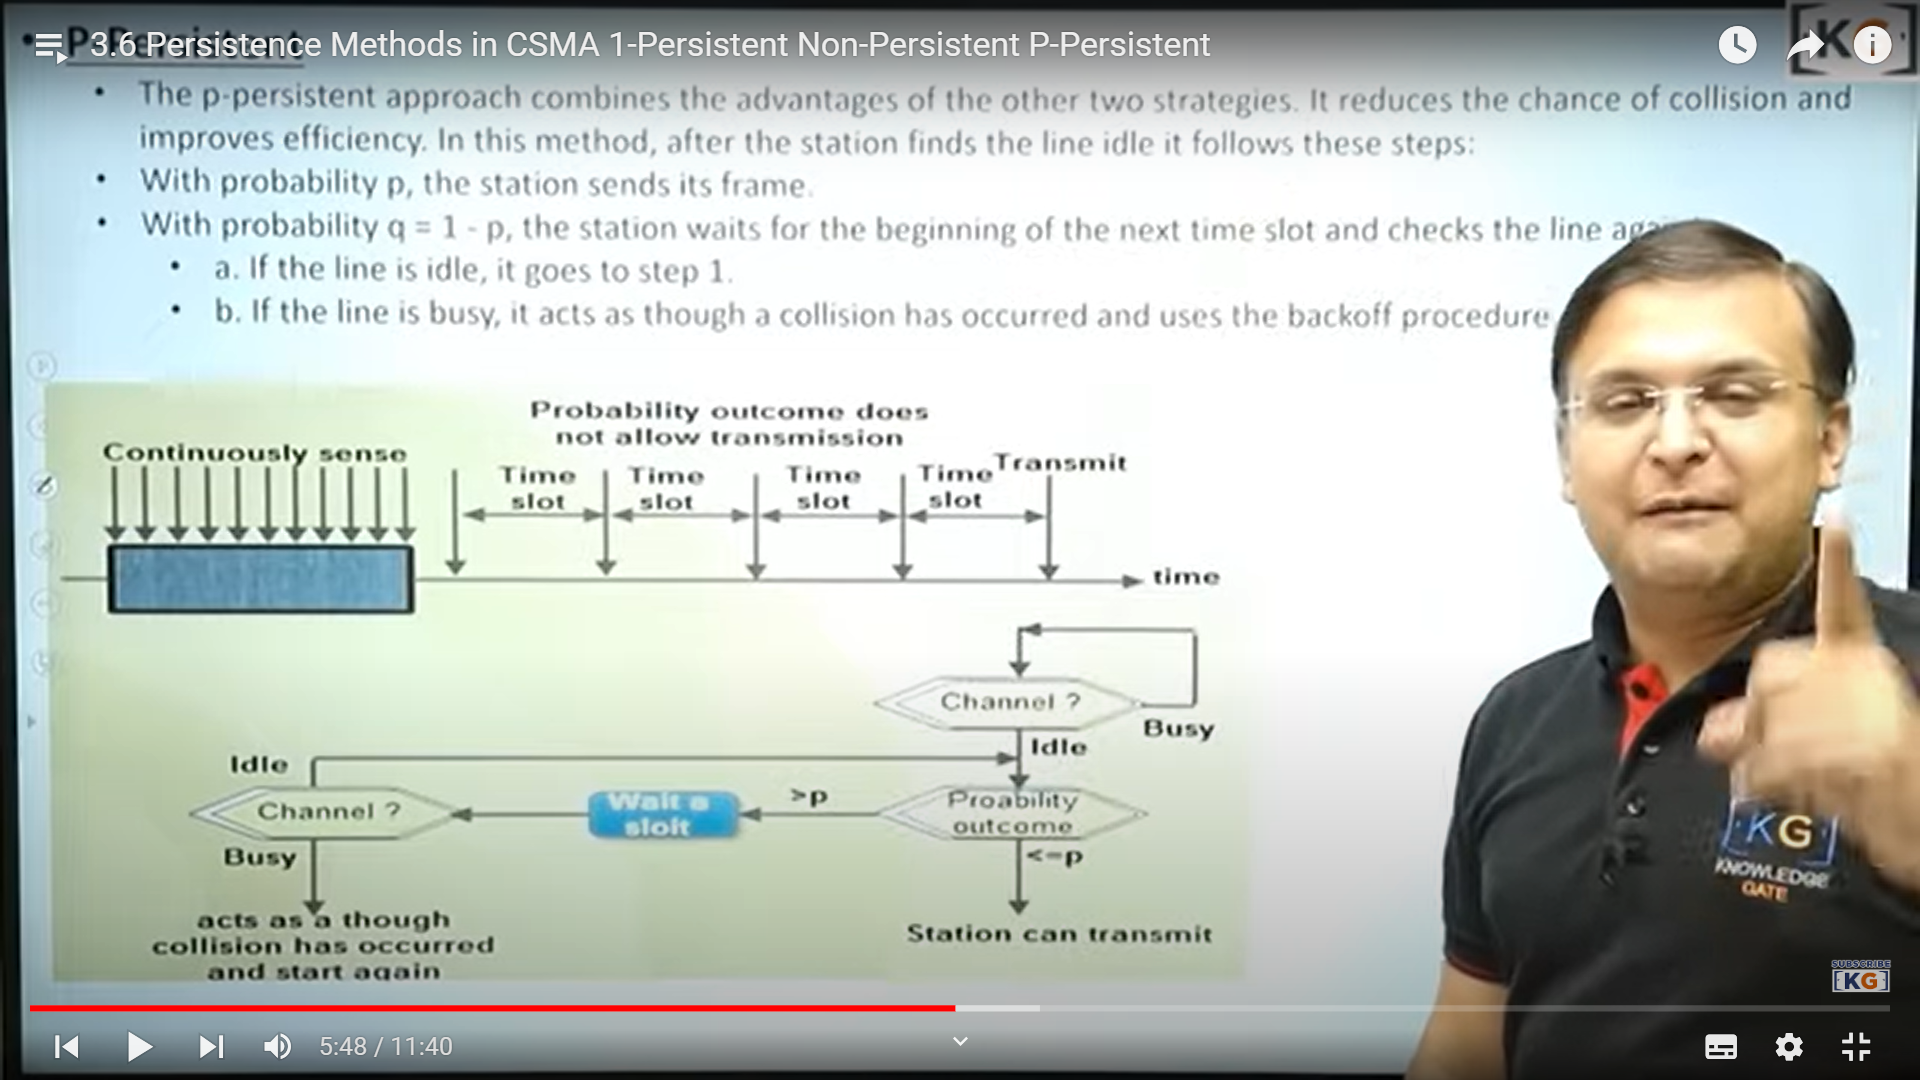 P-Persistent
3.6 Persistence Methods in CSMA 1-Persistent Non-Persistent P-Persistent
KG
• The p-persistent approach combines the advantages of the other two strategies. It reduces the chance of collision and
improves efficiency. In this method, after the station finds the line idle it follows these steps:
• With probability p, the station sends its frame.
• With probability q = 1 - p, the station waits for the beginning of the next time slot and checks the line
• a. If the line is idle, it goes to step 1.
• b. If the line is busy, it acts as though a collision has occurred and uses the backoff procedure
Probability outcome does
not allow transmission
Continuously sense
Time
slot
Time
slot
Time
slot
Time
slot
Transmit
time
Channel ?
Busy
Idle
Idle
Channel ?
Wait a
slolt
>p
Proability
outcome
Busy
<=p
acts as a though
collision has occurred
and start again
Station can transmit
KG
KNOWLEDGE
GATE
SUBSCRIBE
KG
5:48 / 11:40